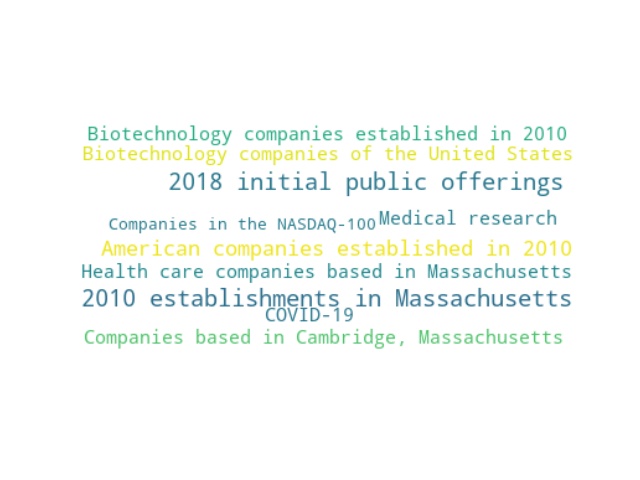 Biotechnology companies established in 2010
Biotechnology companies of the United States
2018 initial public offerings
Companies in the NASDAQ-100 Medical research
American companies established in 2010
Health care companies based in Massachusetts
2010 establishments in Massachusetts
COVID-19
Companies based in Cambridge, Massachusetts